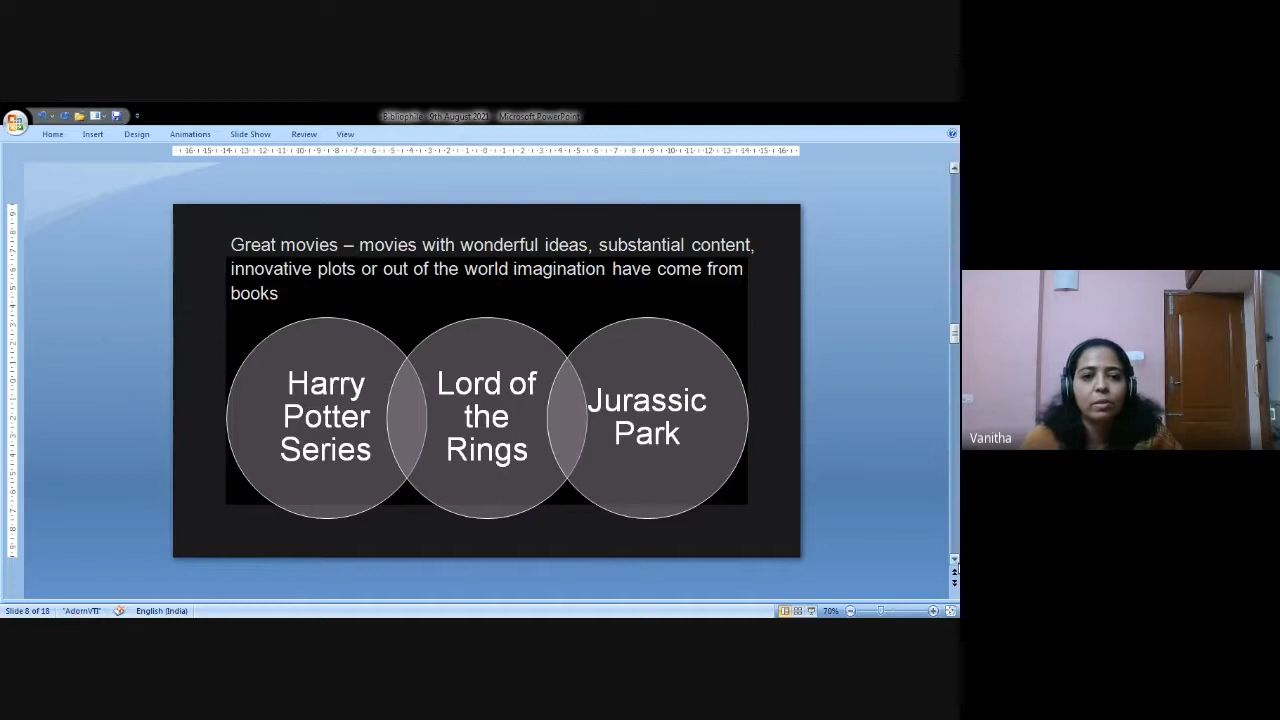 Bibliophile - 9th August 2021 - Microsoft PowerPoint
Home Insert Design Animations Slide Show Review View
Great movies – movies with wonderful ideas, substantial content,
innovative plots or out of the world imagination have come from
books
Harry
Potter
Series
Lord of
the
Rings
Jurassic
Park
Vanitha
Slide 8 of 18 "AdornVTI" English (India) 70%